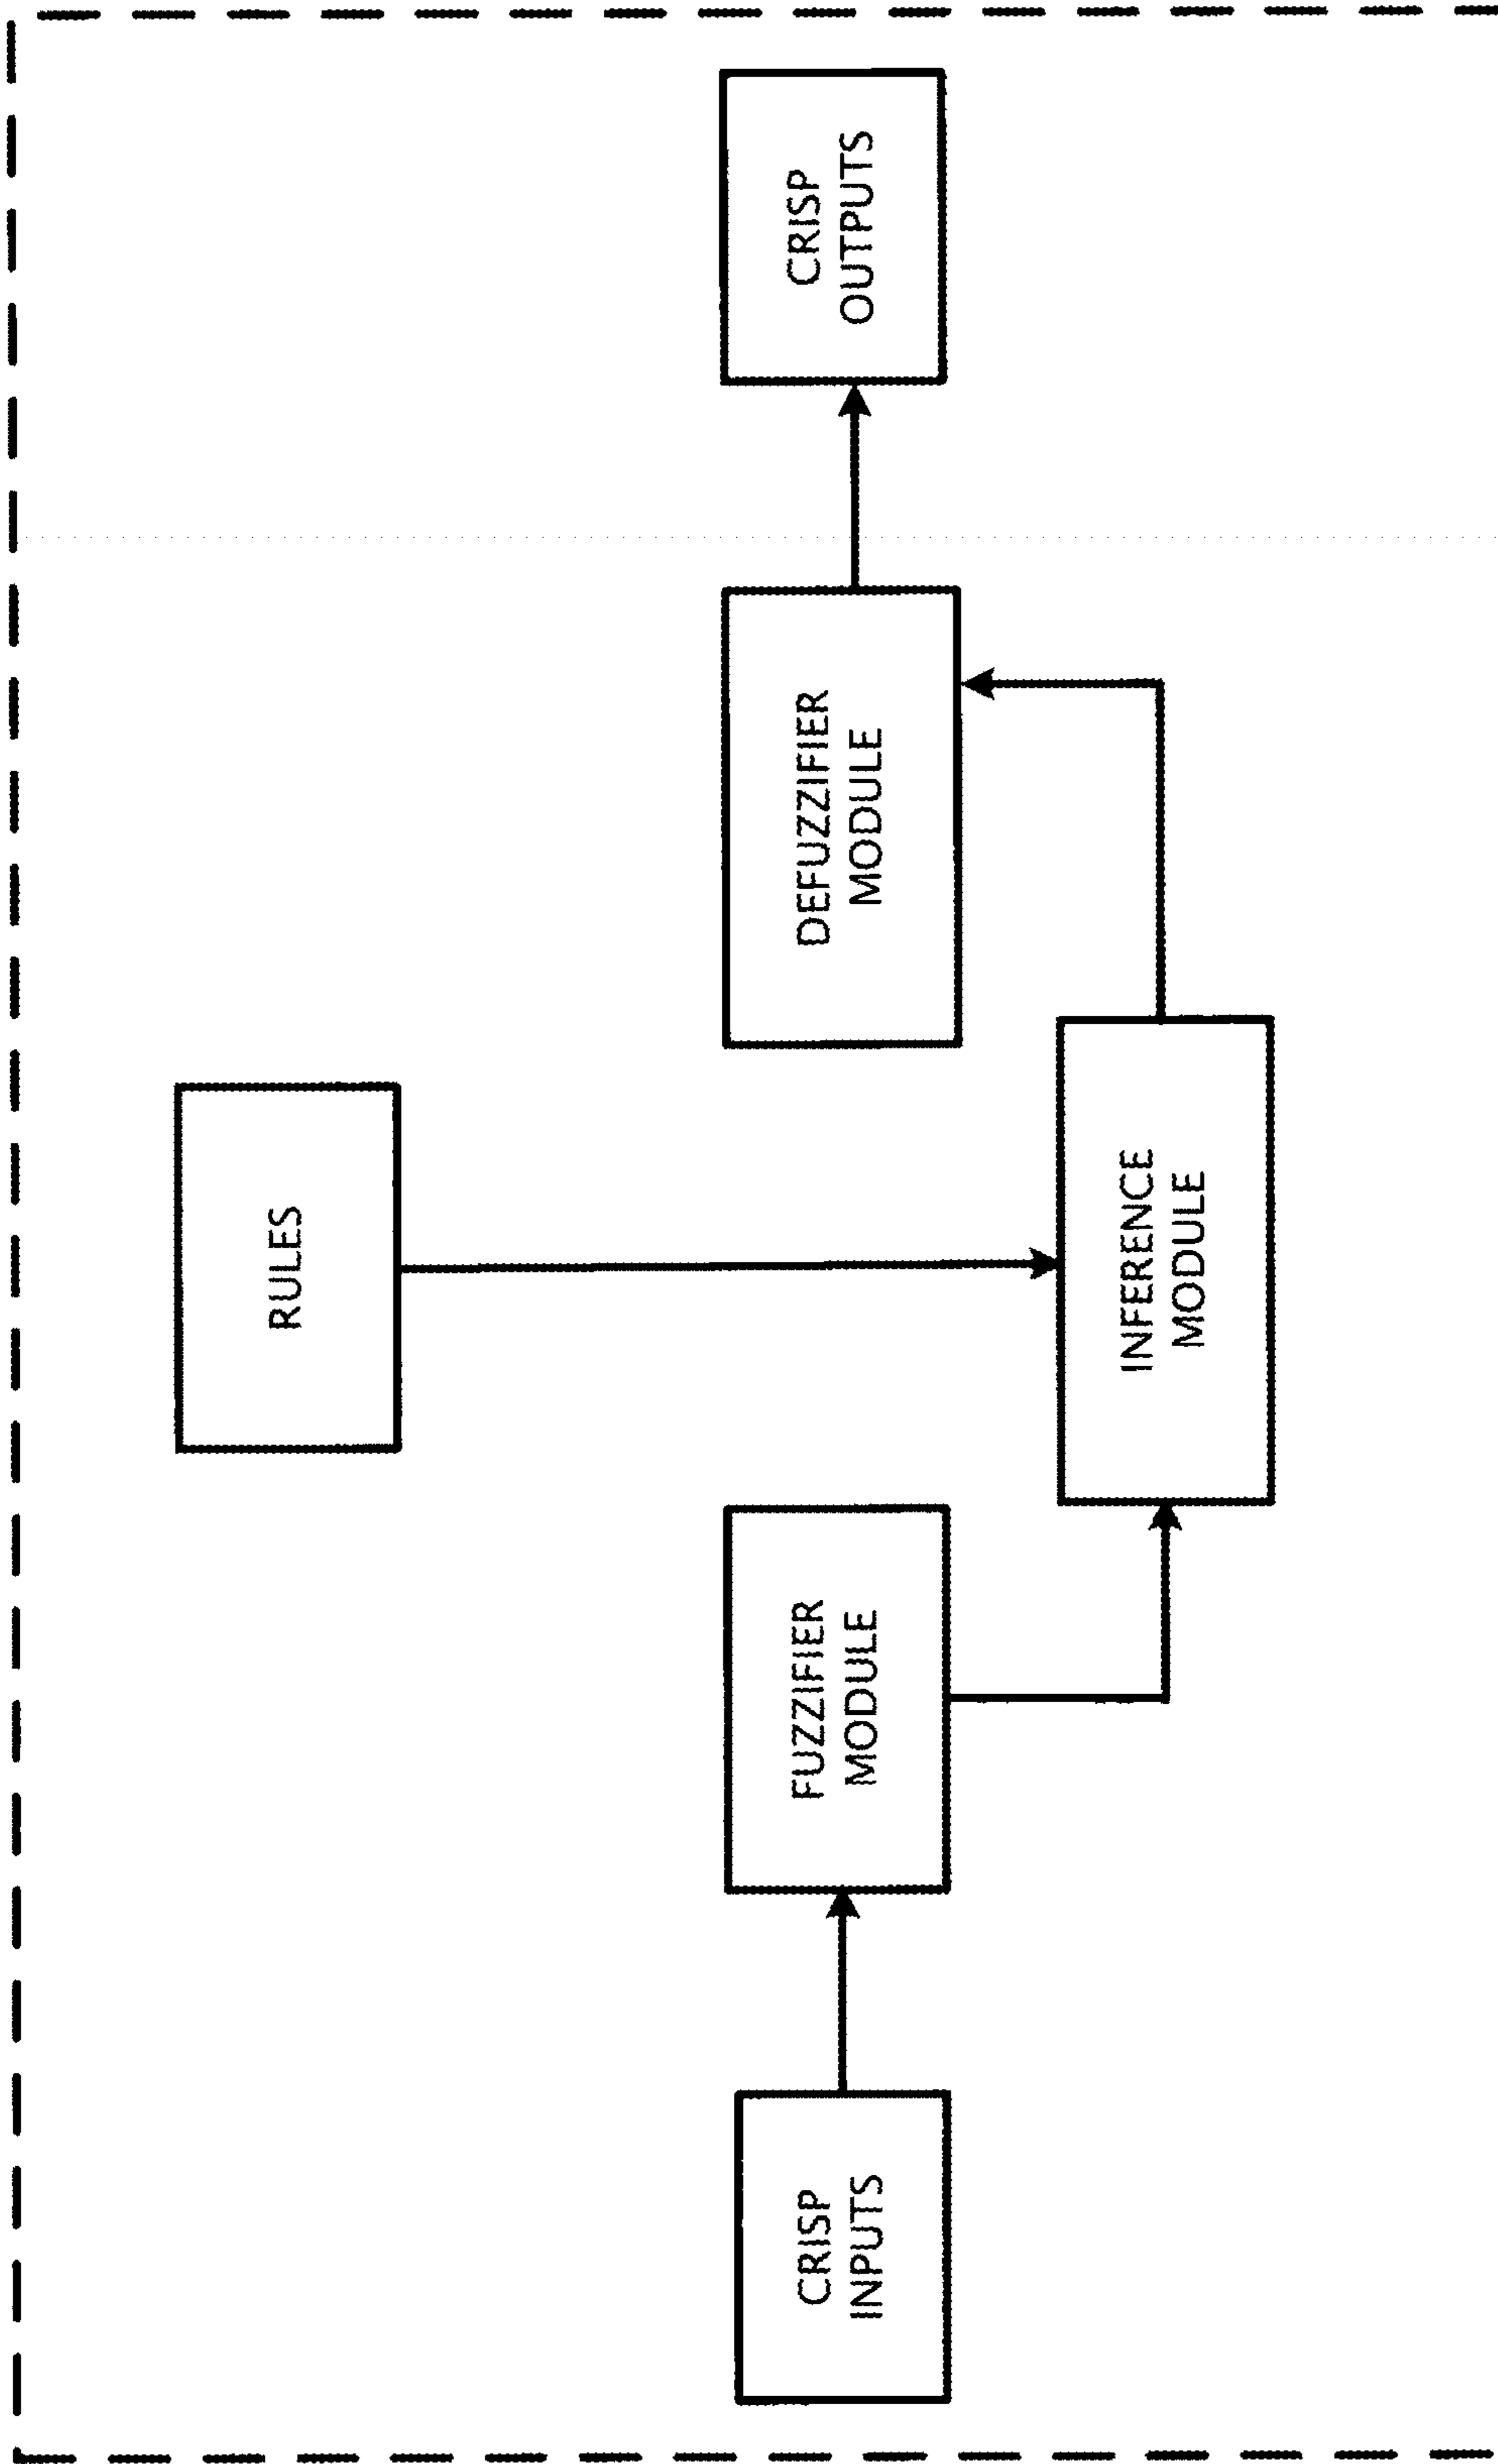 RULES
CRISP
INPUTS
FUZZIFIER
MODULE
DEFUZZIFIER
MODULE
CRISP
OUTPUTS
INFERENCE
MODULE